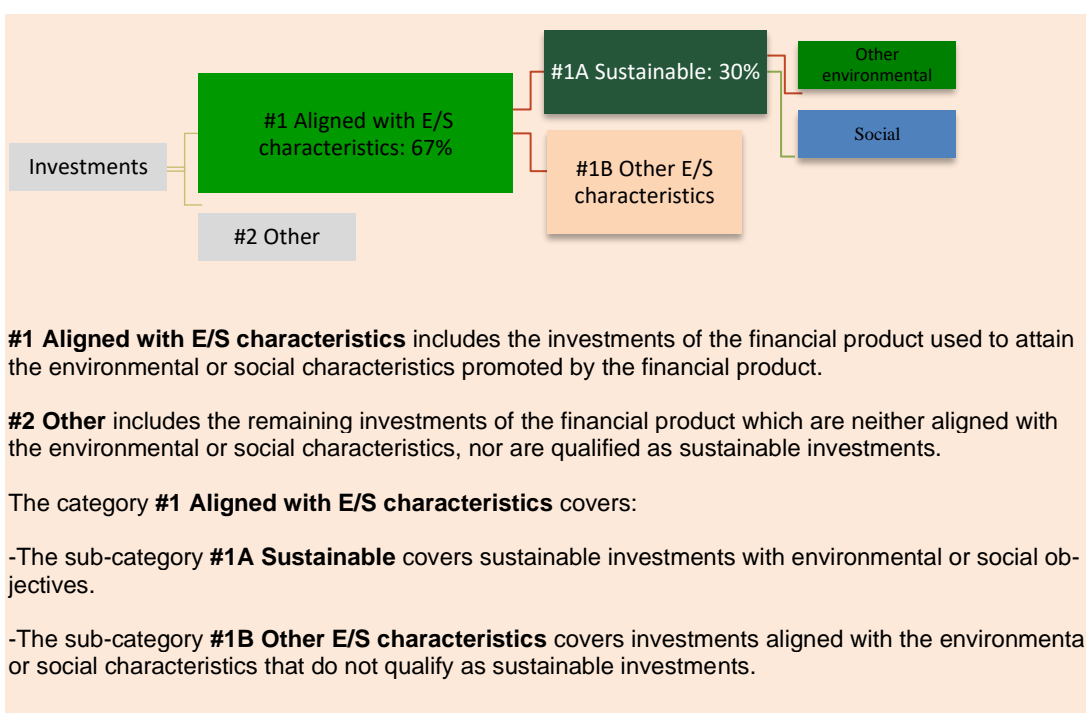 Other
environmental
#1A Sustainable: 30%
#1 Aligned with E/S
characteristics: 67%
Social
Investments
#1B Other E/S
characteristics
#2 Other
#1 Aligned with E/S characteristics includes the investments of the financial product used to attain
the environmental or social characteristics promoted by the financial product.
#2 Other includes the remaining investments of the financial product which are neither aligned with
the environmental or social characteristics, nor are qualified as sustainable investments.
The category #1 Aligned with E/S characteristics covers:
-The sub-category #1A Sustainable covers sustainable investments with environmental or social ob-
jectives.
-The sub-category #1B Other E/S characteristics covers investments aligned with the environmenta
or social characteristics that do not qualify as sustainable investments.